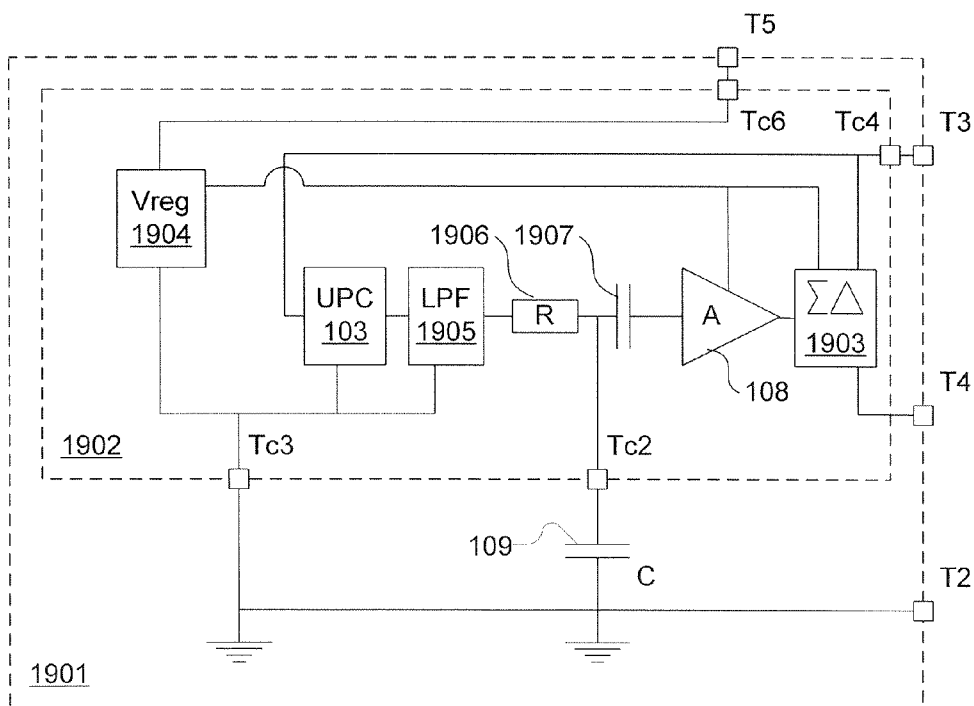 T5
Tc6
Tc4
T3
Vreg
1904
1906
1907
UPC
103
LPF
1905
R
A
ΣΔ
1903
108
T4
1902
Tc3
Tc2
109
C
T2
1901